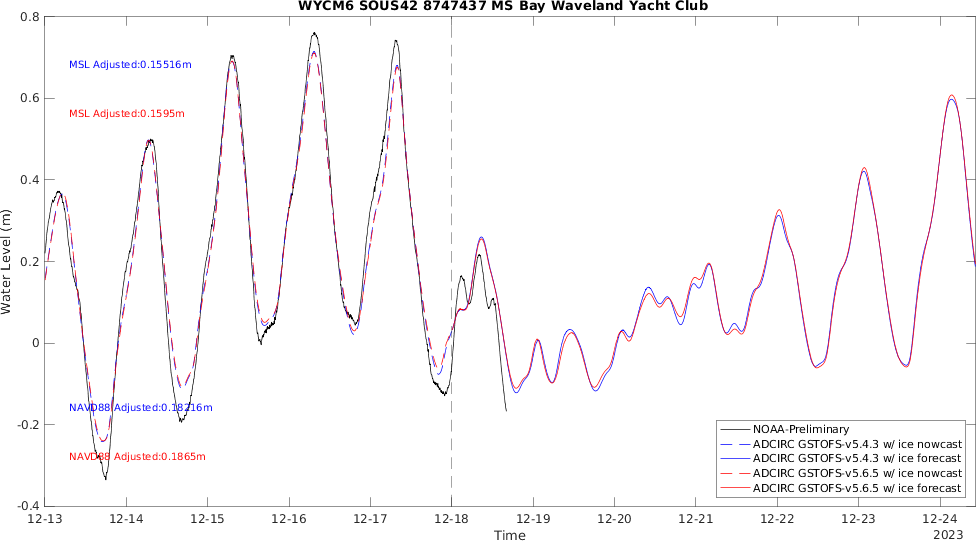 WYCM6 SOUS42 8747437 MS Bay Waveland Yacht Club
0.8
0.6
0.4
0.2
0
-0.2
-0.4
Water Level (m)
MSL Adjusted:0.15516m
MSL Adjusted:0.1595m
NAVD88 Adjusted:0.18216m
NAVD88 Adjusted:0.1865m
NOAA-Preliminary
ADCIRC GSTOFS-v5.4.3 w/ ice nowcast
ADCIRC GSTOFS-v5.4.3 w/ ice forecast
ADCIRC GSTOFS-v5.6.5 w/ ice nowcast
ADCIRC GSTOFS-v5.6.5 w/ ice forecast
12-13 12-14 12-15 12-16 12-17 12-18 12-19 12-20 12-21 12-22 12-23 12-24
Time
2023